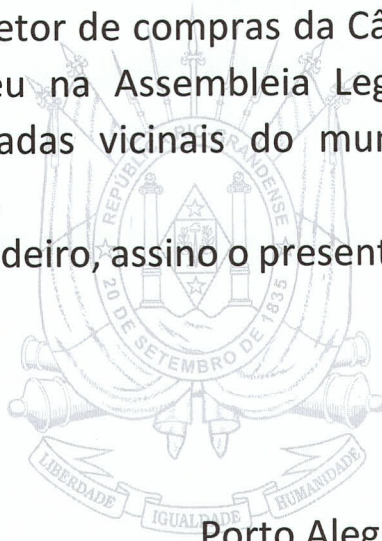 etor de compras da Câ
eu na Assembleia Leg
adas vicinais do mur
REPÚBLICA RIO-GRANDENSE
deiro, assino o present
20 DE SETEMBRO DE 1835
LIBERDADE IGUALDADE HUMANIDADE
Porto Aleg